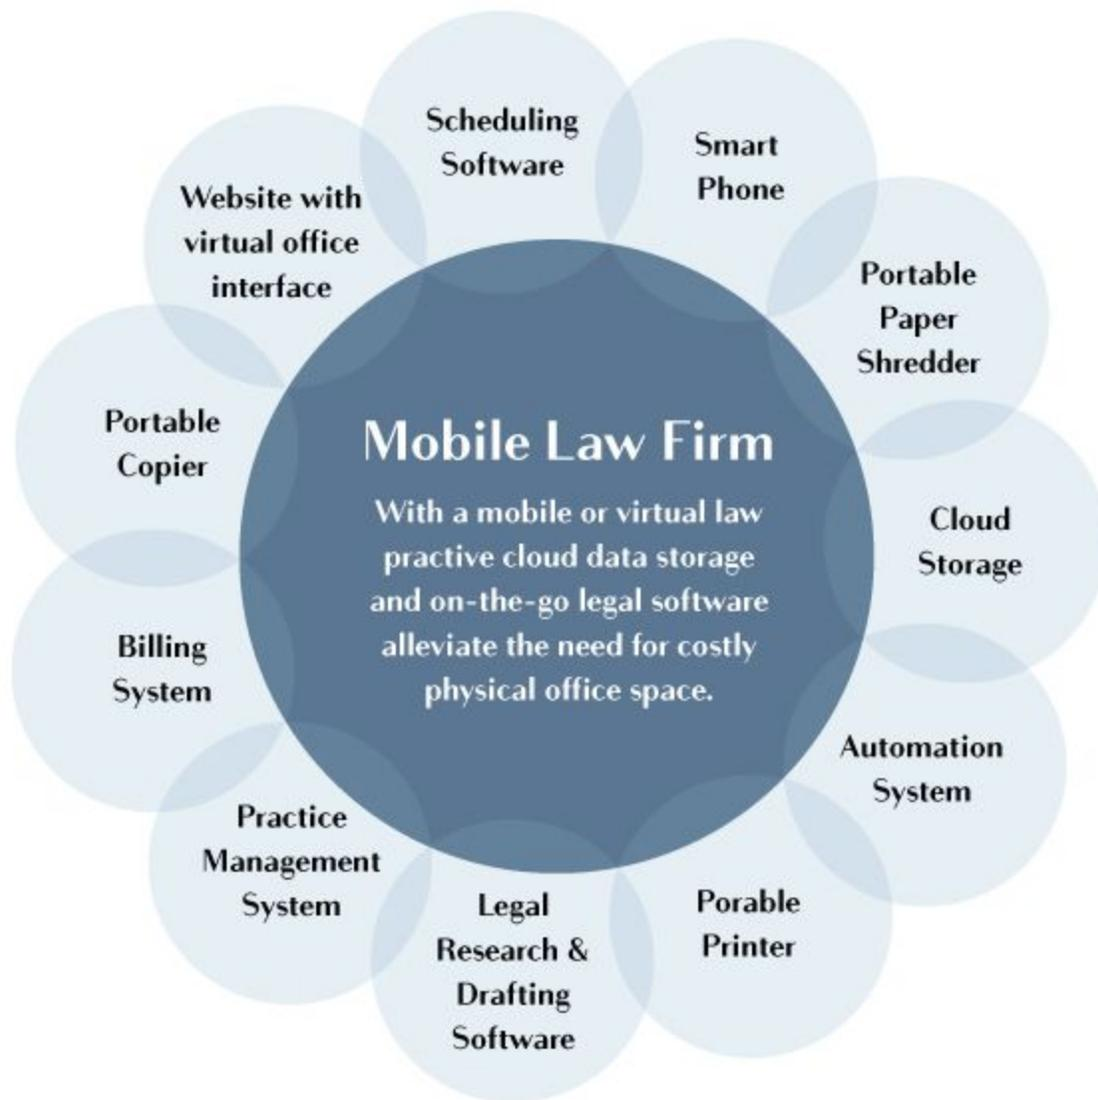 Scheduling
Software
Smart
Phone
Portable
Paper
Shredder
Cloud
Storage
Automation
System
Porable
Printer
Legal
Research &
Drafting
Software
Practice
Management
System
Billing
System
Portable
Copier
Website with
virtual office
interface
Mobile Law Firm
With a mobile or virtual law
practive cloud data storage
and on-the-go legal software
alleviate the need for costly
physical office space.